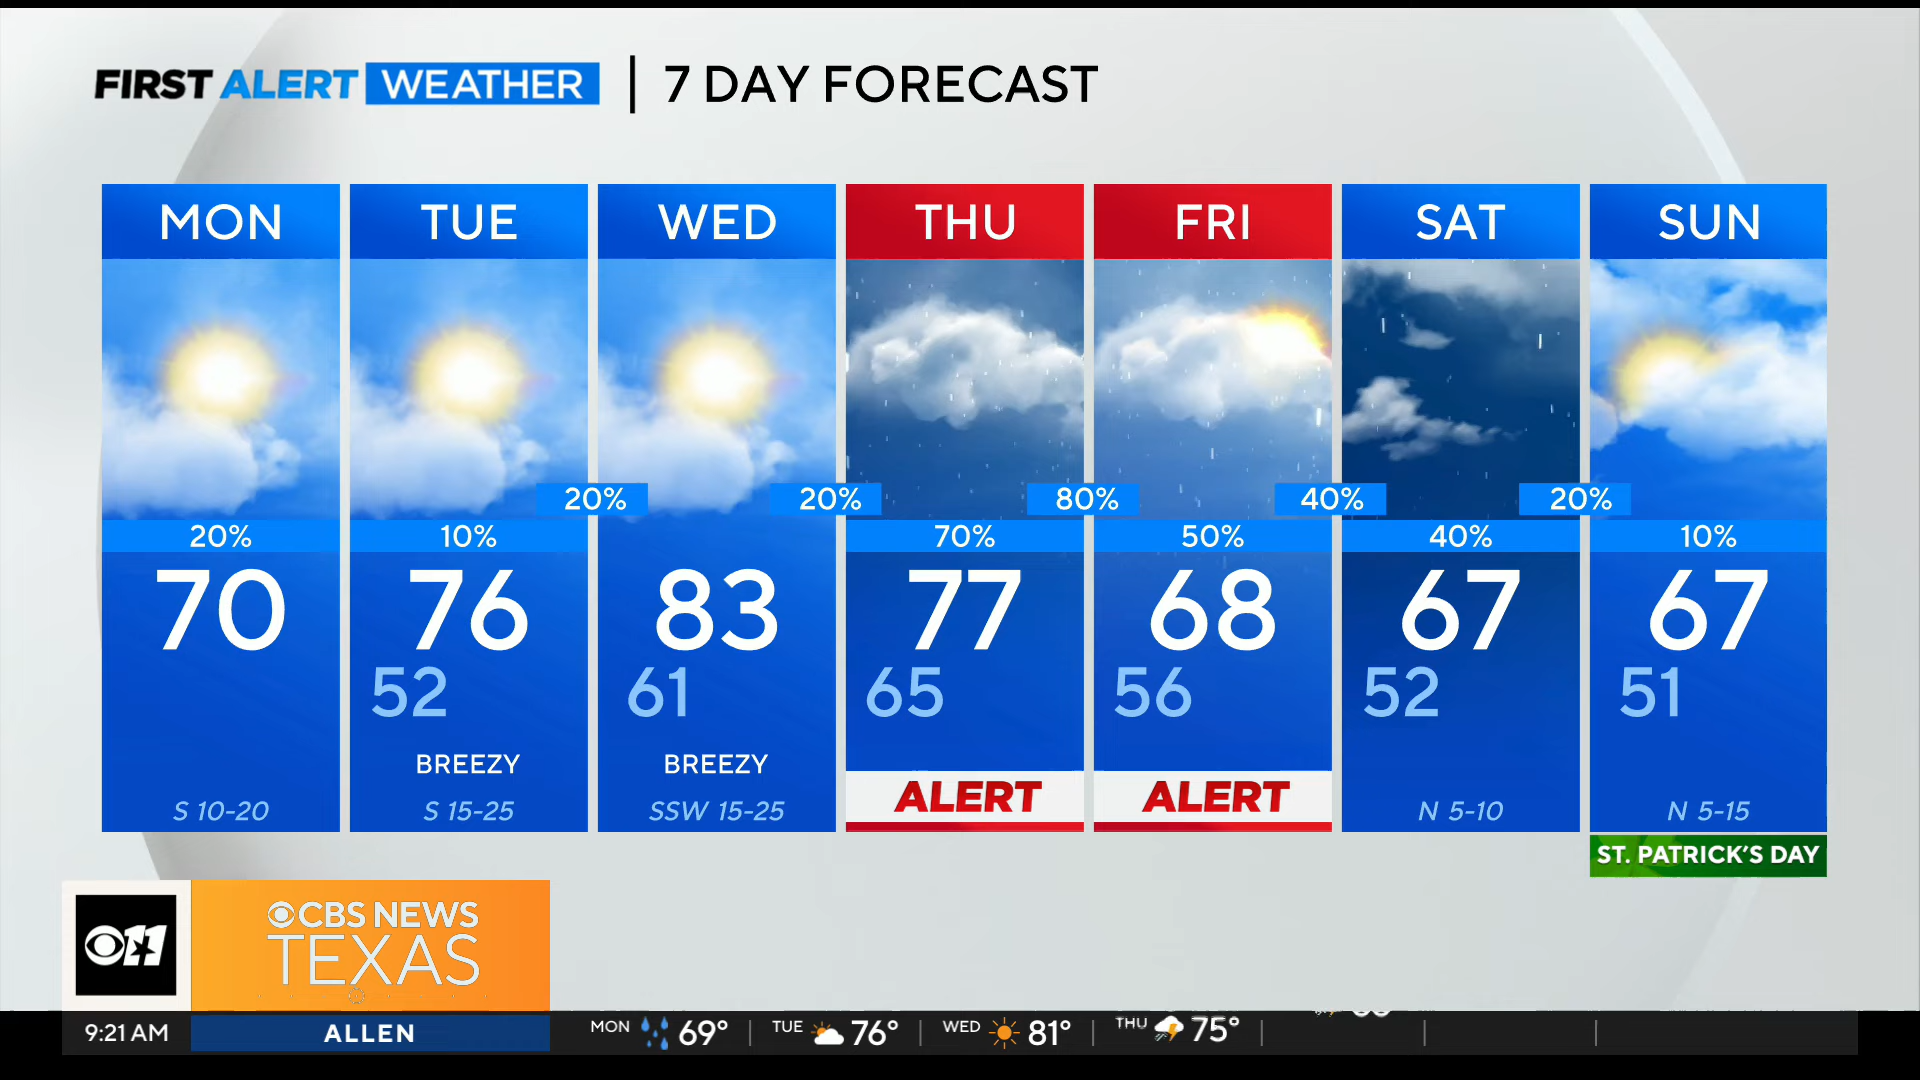 FIRST ALERT WEATHER | 7 DAY FORECAST
MON TUE WED THU FRI SAT SUN
20% 20% 80% 40% 20%
20% 10% 70% 50% 40% 10%
70 76 83 77 68 67 67
52 61 65 56 52 51
BREEZY BREEZY
ALERT ALERT
S 10-20 S 15-25 SSW 15-25 N 5-10 N 5-15
ST. PATRICK'S DAY
11 CBS NEWS
TEXAS
9:21 AM ALLEN MON 69° TUE 76° WED 81° THU 75°